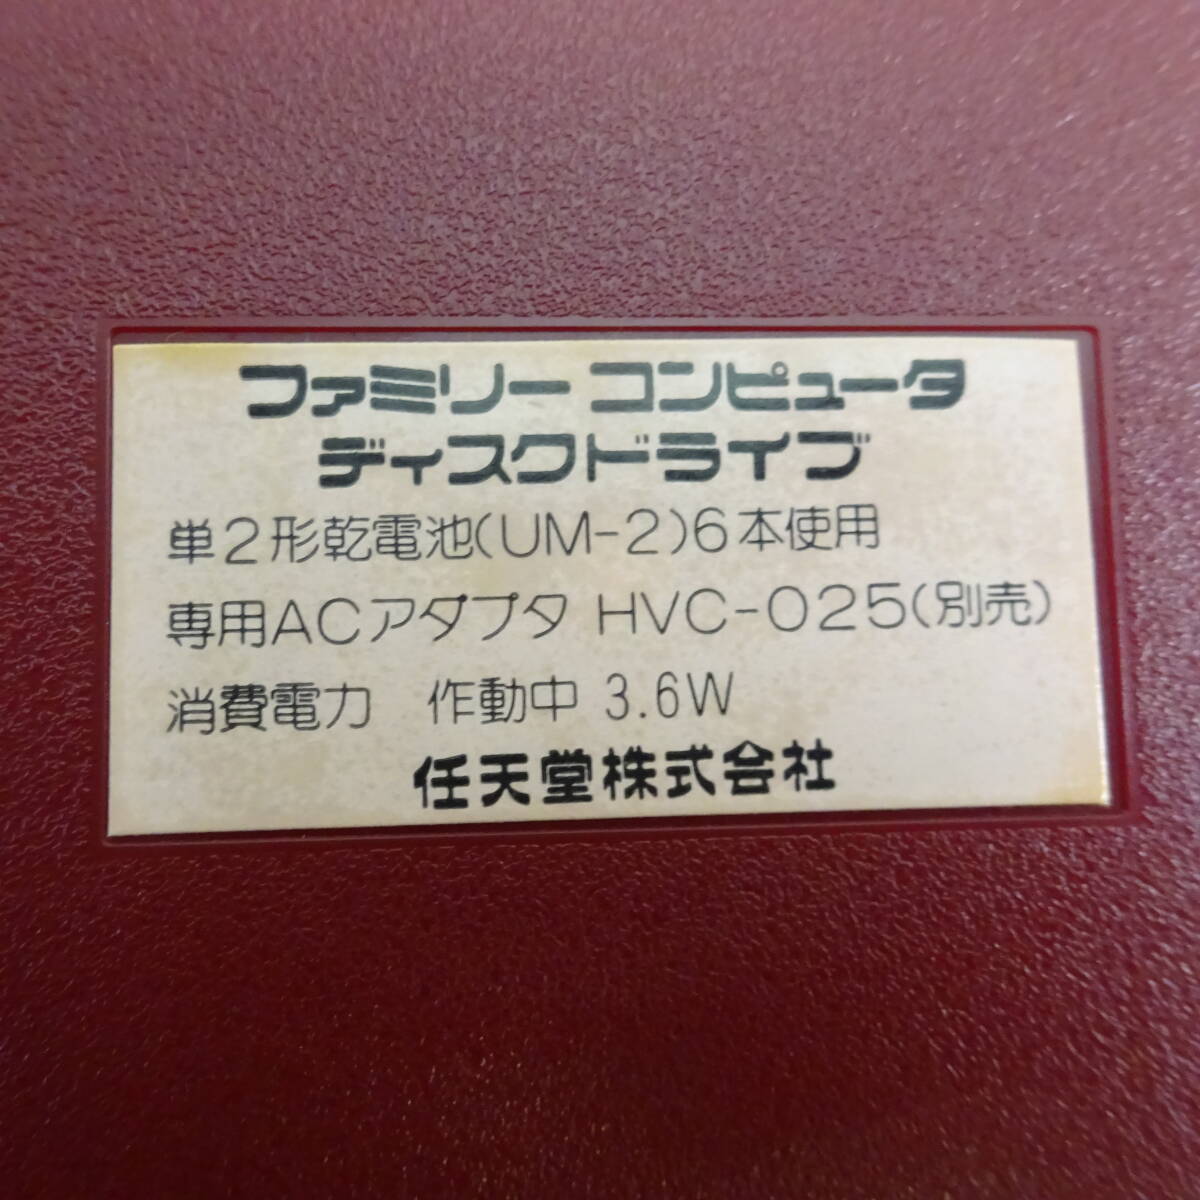 ファミリー コンピュータ
ディスクドライブ
単2形乾電池(UM-2)6本使用
専用ACアダプタ HVC-025(別売)
消費電力 作動中 3.6W
任天堂株式会社